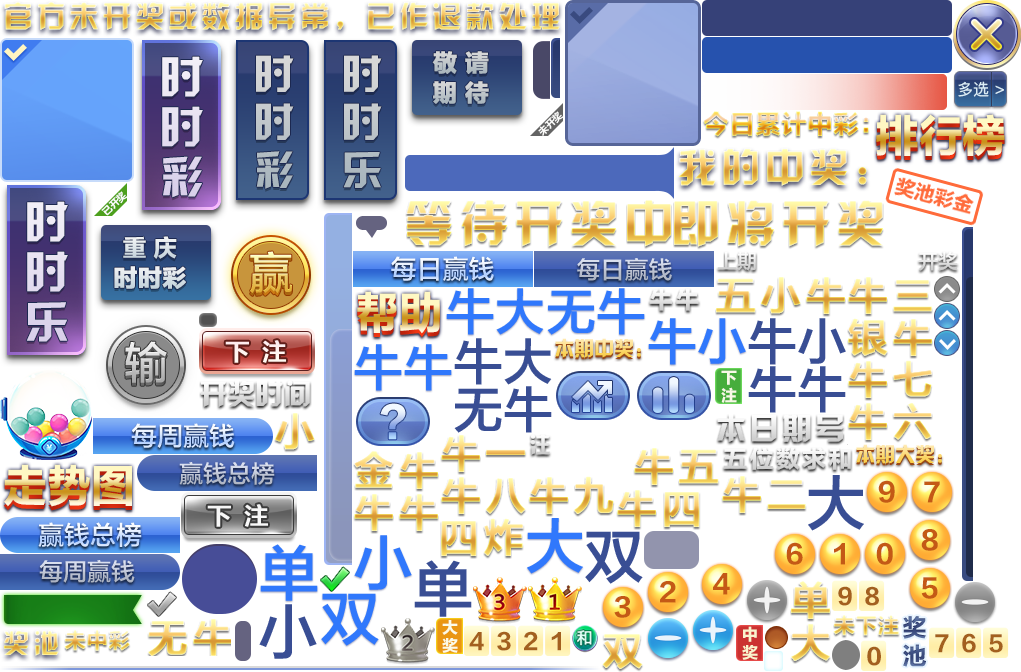 官方未开奖或数据异常，已作退款处理
时时彩
时时彩
时时乐
敬请
期待
未开奖
多选 >
今日累计中彩：
排行榜
我的中奖：
奖池彩金
时时乐
已开奖
重庆
时时彩
赢
等待开奖中
即将开奖
每日赢钱
每日赢钱
上期
开奖
帮助
牛大
无牛
牛牛
五小牛
牛三
输
下注
牛牛
牛大
本期中奖：
牛小
牛小
银牛
开奖时间
无牛
下注
牛牛
牛七
?
每周赢钱
小
本日期号
牛六
牛一
汪
五位数求和
本期大奖：
走势图
赢钱总榜
金牛
牛五
牛牛
牛八
牛九
牛四
牛二
大
9
7
下注
赢钱总榜
四炸
大
双
6
1
0
8
每周赢钱
单
小
单
3
1
3
2
4
5
奖池
未中彩
无牛
小
双
2
大奖
4 3 2 1
和
双
中奖
单
9 8
大
未下注
0
奖池
7 6 5